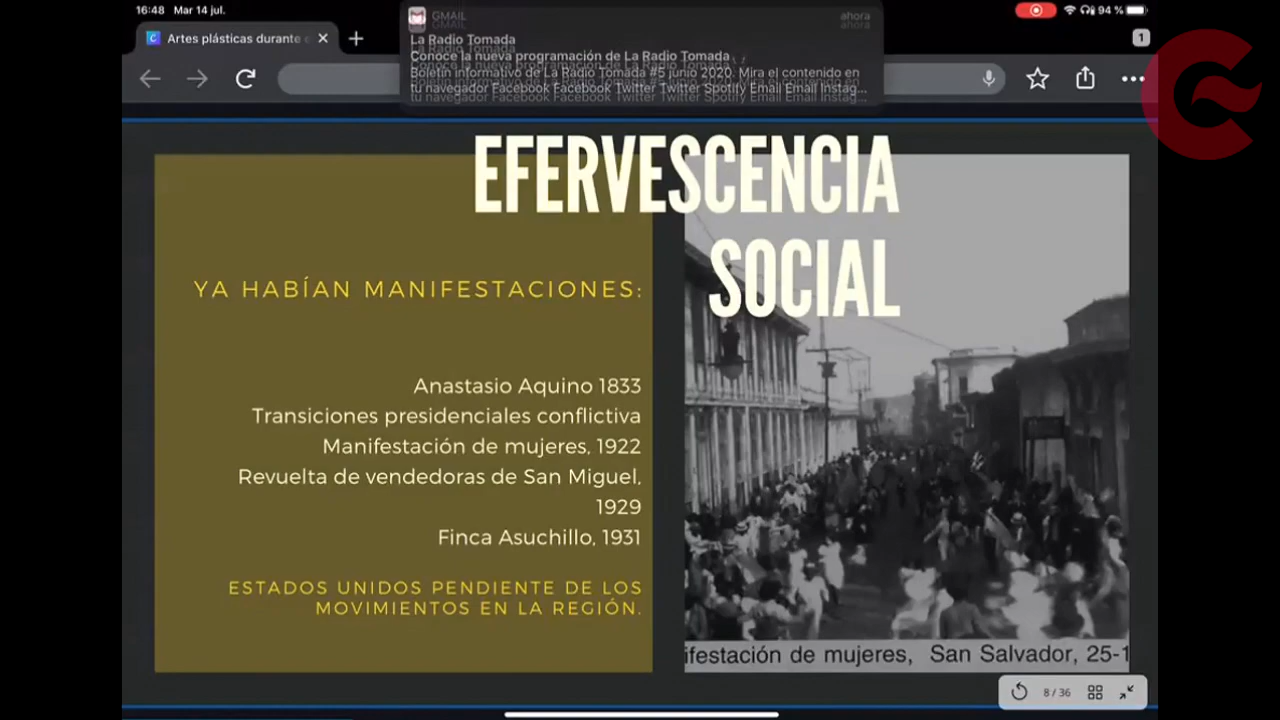 16:48 Mar 14 jul.
94 %
GMAIL
ahora
Artes plásticas durante
1
La Radio Tomada
Conoce la nueva programación de La Radio Tomada
Boletín informativo de La Radio Tomada #5 junio 2020. Mira el contenido en
tu navegador Facebook Facebook Twitter Twitter Spotify Email Email Instag...
EFERVESCENCIA
SOCIAL
YA HABÍAN MANIFESTACIONES:
Anastasio Aquino 1833
Transiciones presidenciales conflictiva
Manifestación de mujeres, 1922
Revuelta de vendedoras de San Miguel,
1929
Finca Asuchillo, 1931
ESTADOS UNIDOS PENDIENTE DE LOS
MOVIMIENTOS EN LA REGIÓN.
ifestación de mujeres, San Salvador, 25-1
8 / 36